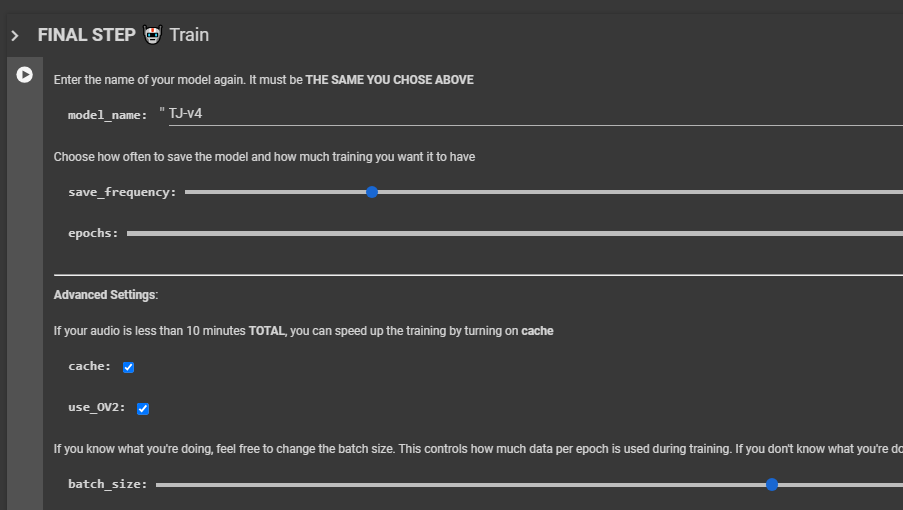 FINAL STEP 🤖 Train
Enter the name of your model again. It must be THE SAME YOU CHOSE ABOVE
model_name: " TJ-v4
Choose how often to save the model and how much training you want it to have
save_frequency:
epochs:
Advanced Settings:
If your audio is less than 10 minutes TOTAL, you can speed up the training by turning on cache
cache:
use_OV2:
If you know what you're doing, feel free to change the batch size. This controls how much data per epoch is used during training. If you don't know what you're do
batch_size: